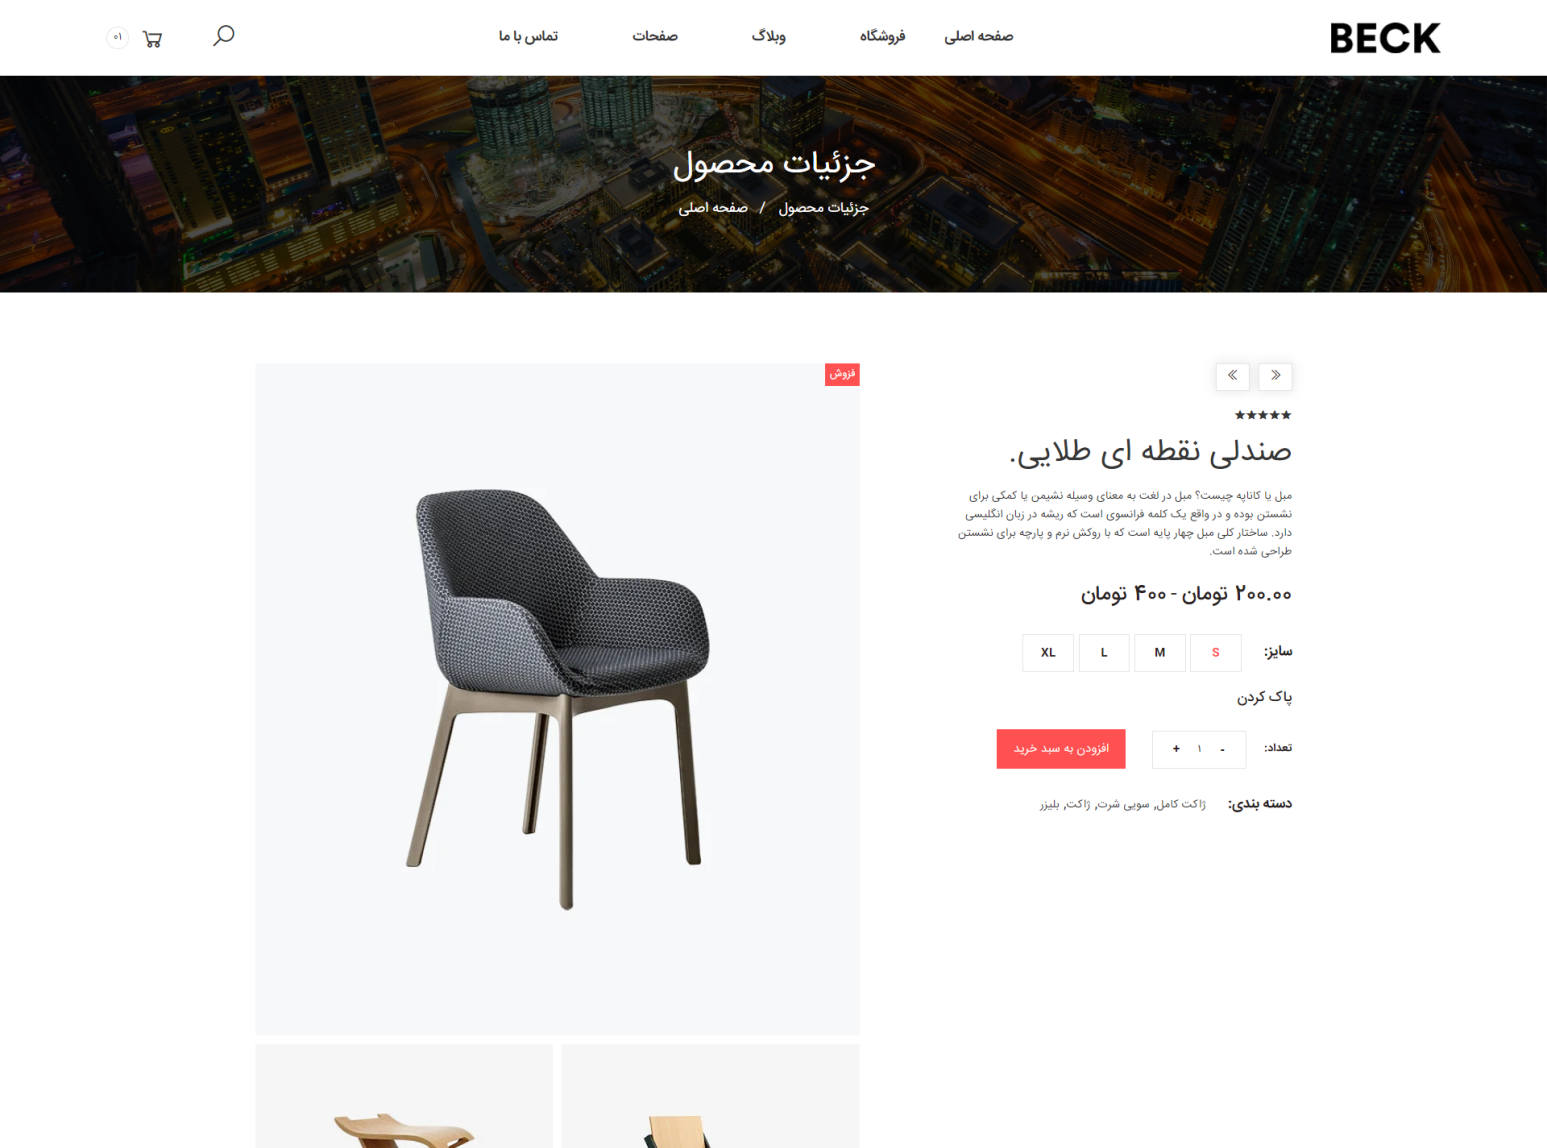 BECK
صفحه اصلی
فروشگاه
وبلاگ
صفحات
تماس با ما
۰۱
جزئیات محصول
جزئیات محصول / صفحه اصلی
فزوش
صندلی نقطه ای طلایی.
مبل یا کاناپه چیست؟ مبل در لغت به معنای وسیله نشیمن یا کمکی برای
نشستن بوده و در واقع یک کلمه فرانسوی است که ریشه در زبان انگلیسی
دارد. ساختار کلی مبل چهار پایه است که با روکش نرم و پارچه برای نشستن
طراحی شده است.
۲۰۰.۰۰ تومان - ۴۰۰ تومان
سایز: S M L XL
پاک کردن
تعداد: - ۱ + افزودن به سبد خرید
دسته بندی: ژاکت کامل, سویی شرت, ژاکت, بلیزر